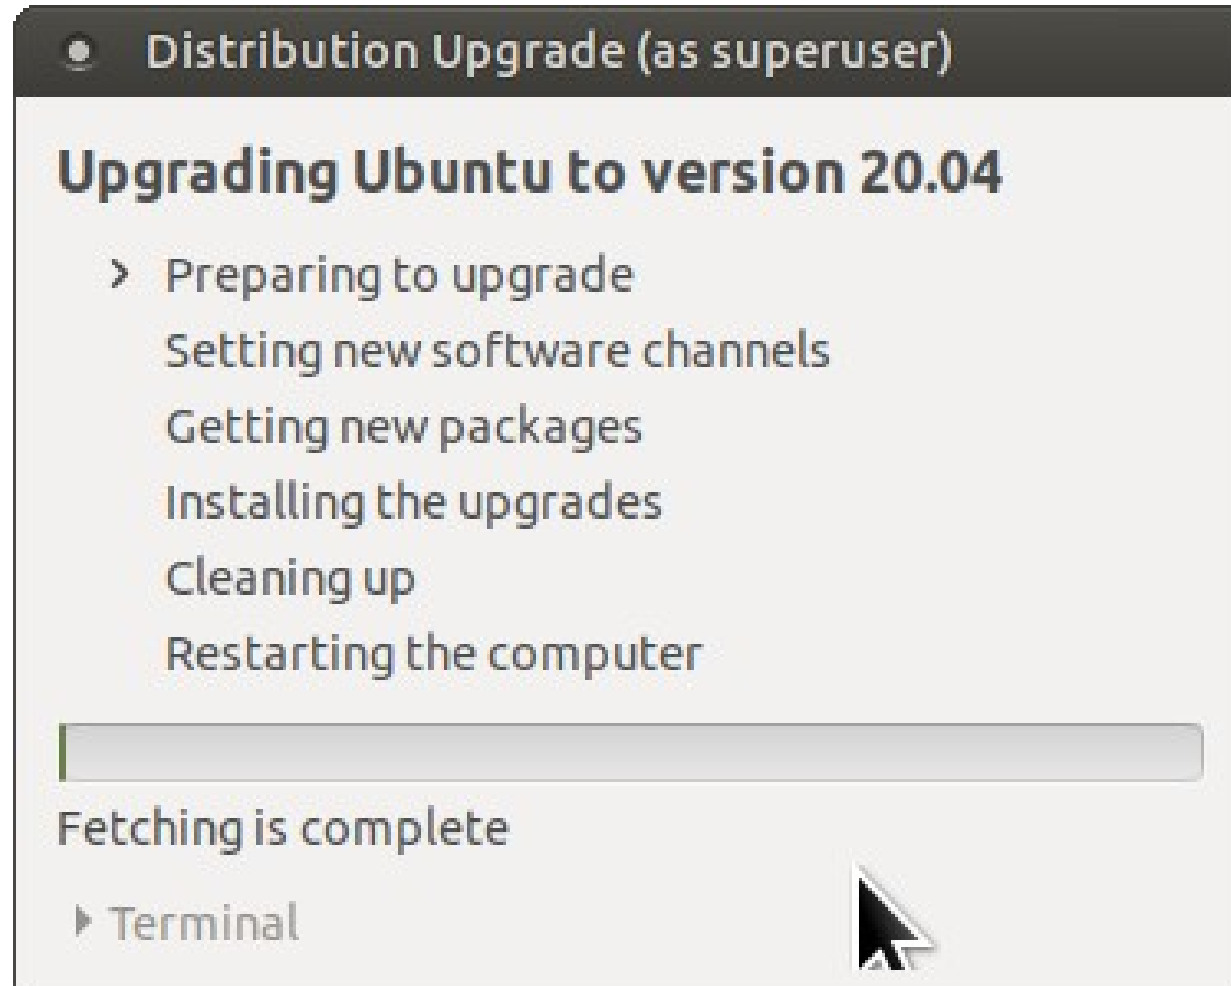 Distribution Upgrade (as superuser)
Upgrading Ubuntu to version 20.04
Preparing to upgrade
Setting new software channels
Getting new packages
Installing the upgrades
Cleaning up
Restarting the computer
Fetching is complete
Terminal